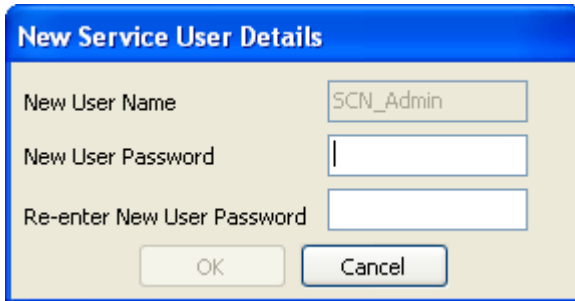 New Service User Details
New User Name SCN_Admin
New User Password
Re-enter New User Password
OK Cancel